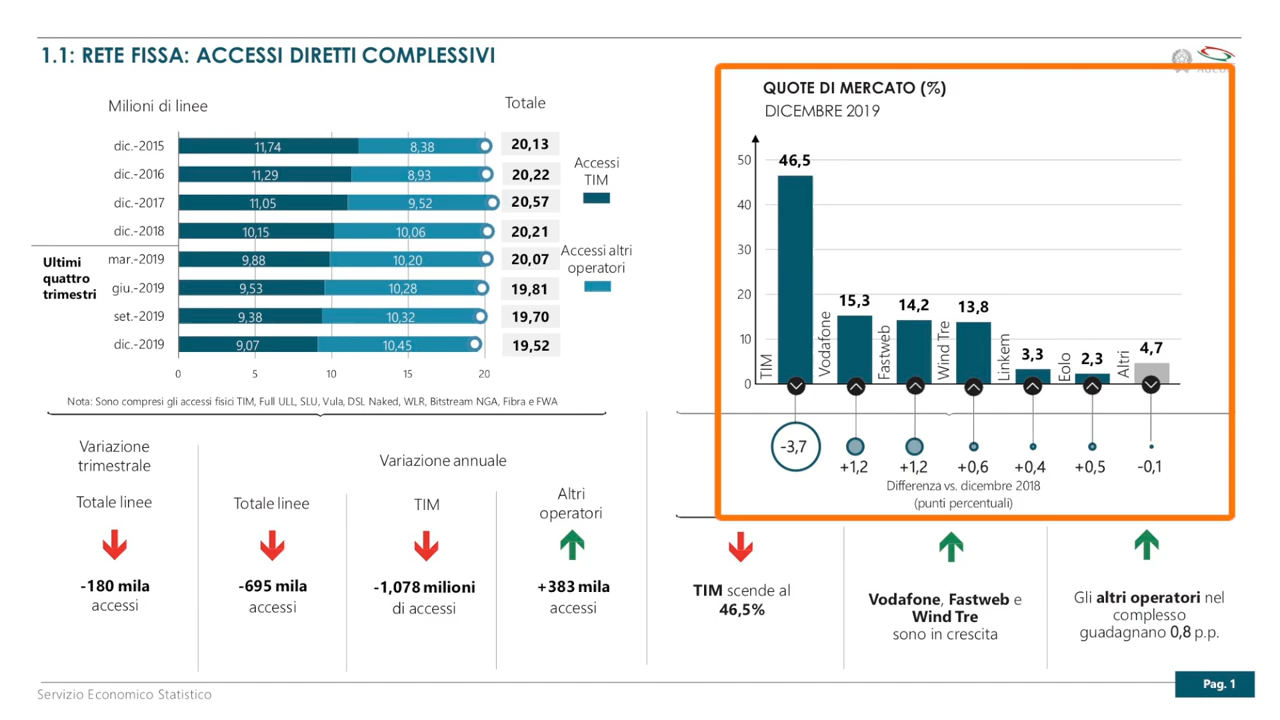 1.1: RETE FISSA: ACCESSI DIRETTI COMPLESSIVI
Milioni di linee
Totale
dic.-2015 11,74 8,38 20,13
dic.-2016 11,29 8,93 20,22
dic.-2017 11,05 9,52 20,57
dic.-2018 10,15 10,06 20,21
mar.-2019 9,88 10,20 20,07
giu.-2019 9,53 10,28 19,81
set.-2019 9,38 10,32 19,70
dic.-2019 9,07 10,45 19,52
0 5 10 15 20
Ultimi
quattro
trimestri
Accessi
TIM
Accessi altri
operatori
Nota: Sono compresi gli accessi fisici TIM, Full ULL, SLU, Vula, DSL Naked, WLR, Bitstream NGA, Fibra e FWA
QUOTE DI MERCATO (%)
DICEMBRE 2019
50
40
30
20
10
0
46,5
15,3
14,2
13,8
3,3
2,3
4,7
TIM
Vodafone
Fastweb
Wind Tre
Linkem
Eolo
Altri
-3,7
+1,2
+1,2
+0,6
+0,4
+0,5
-0,1
Differenza vs. dicembre 2018
(punti percentuali)
Variazione
trimestrale
Totale linee
-180 mila
accessi
Variazione annuale
Totale linee
-695 mila
accessi
TIM
-1,078 milioni
di accessi
Altri
operatori
+383 mila
accessi
TIM scende al
46,5%
Vodafone, Fastweb e
Wind Tre
sono in crescita
Gli altri operatori nel
complesso
guadagnano 0,8 p.p.
Servizio Economico Statistico
Pag. 1